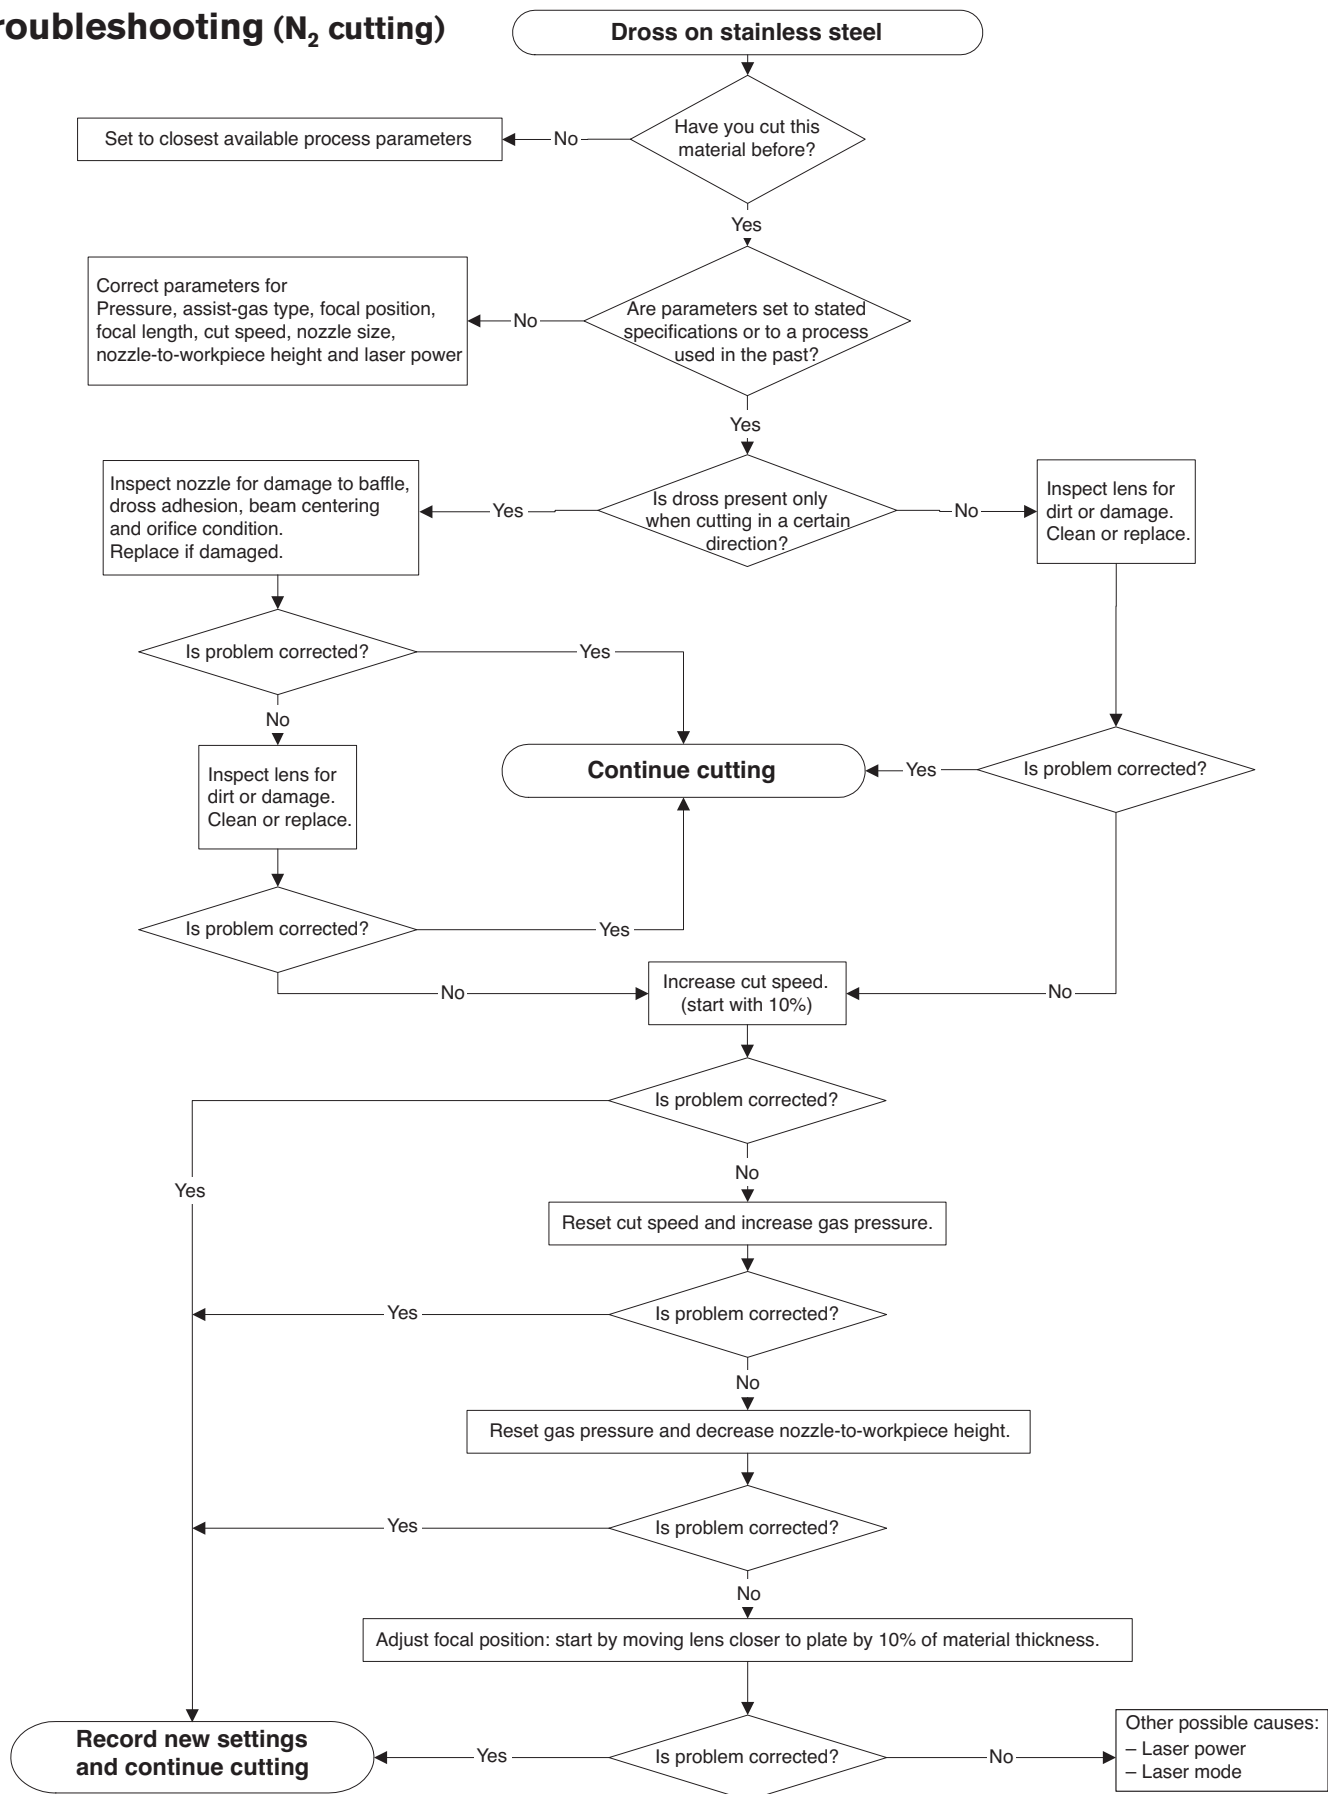 roubleshooting (N₂ cutting)
Dross on stainless steel
Have you cut this
material before?
No
Set to closest available process parameters
Yes
Are parameters set to stated
specifications or to a process
used in the past?
No
Correct parameters for
Pressure, assist-gas type, focal position,
focal length, cut speed, nozzle size,
nozzle-to-workpiece height and laser power
Yes
Is dross present only
when cutting in a certain
direction?
Yes
No
Inspect nozzle for damage to baffle,
dross adhesion, beam centering
and orifice condition.
Replace if damaged.
Inspect lens for
dirt or damage.
Clean or replace.
Is problem corrected?
Yes
No
Inspect lens for
dirt or damage.
Clean or replace.
Continue cutting
Yes
Is problem corrected?
Is problem corrected?
Yes
No
Increase cut speed.
(start with 10%)
No
Is problem corrected?
Yes
No
Reset cut speed and increase gas pressure.
Yes
Is problem corrected?
No
Reset gas pressure and decrease nozzle-to-workpiece height.
Yes
Is problem corrected?
No
Adjust focal position: start by moving lens closer to plate by 10% of material thickness.
Record new settings
and continue cutting
Yes
Is problem corrected?
No
Other possible causes:
– Laser power
– Laser mode